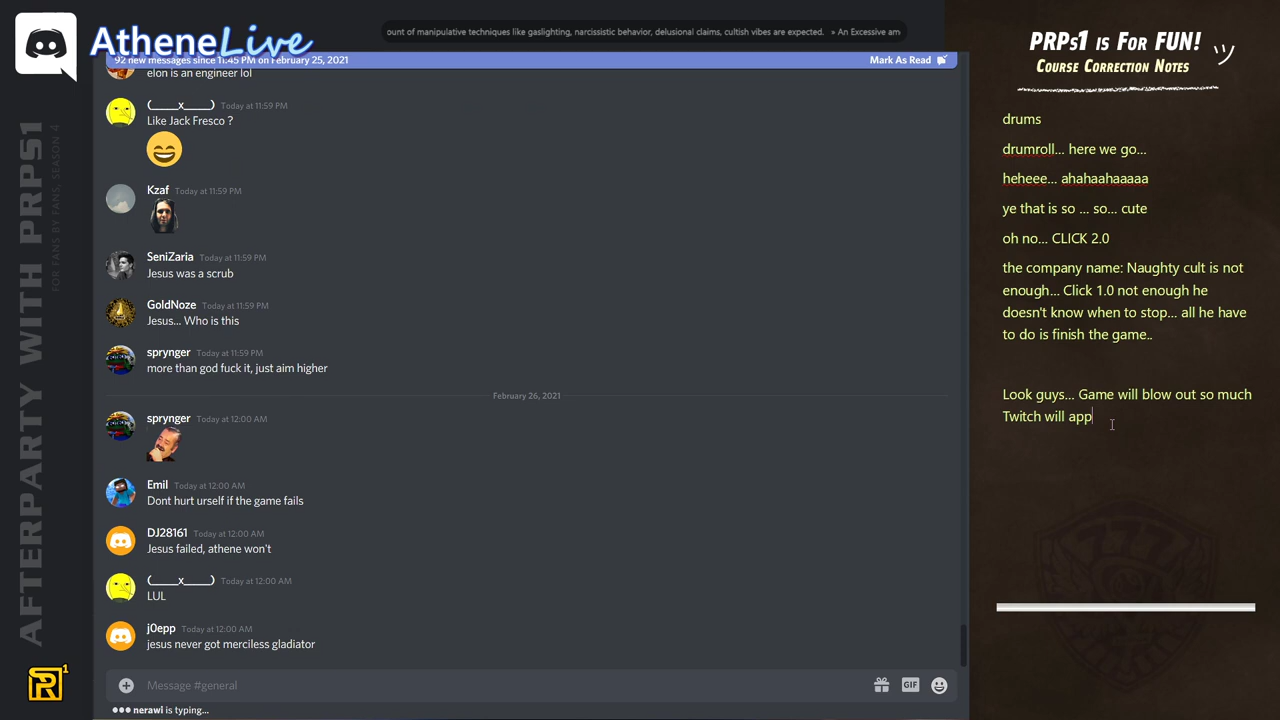 AtheneLive
ount of manipulative techniques like gaslighting, narcissistic behavior, delusional claims, cultish vibes are expected. » An Excessive am
92 new messages since 11:45 PM on February 25, 2021
Mark As Read
elon is an engineer lol
(____x____) Today at 11:59 PM
Like Jack Fresco ?
Kzaf Today at 11:59 PM
SeniZaria Today at 11:59 PM
Jesus was a scrub
GoldNoze Today at 11:59 PM
Jesus... Who is this
sprynger Today at 11:59 PM
more than god fuck it, just aim higher
February 26, 2021
sprynger Today at 12:00 AM
Emil Today at 12:00 AM
Dont hurt urself if the game fails
DJ28161 Today at 12:00 AM
Jesus failed, athene won't
(____x____) Today at 12:00 AM
LUL
j0epp Today at 12:00 AM
jesus never got merciless gladiator
Message #general
GIF
nerawl is typing...
AFTERPARTY WITH PRPS1
FOR FANS BY FANS, SEASON 4
PRPS1 IS FOR FUN! ツ
COURSE CORRECTION NOTES
drums
drumroll... here we go...
heheee... ahahaahaaaaa
ye that is so ... so... cute
oh no... CLICK 2.0
the company name: Naughty cult is not
enough... Click 1.0 not enough he
doesn't know when to stop... all he have
to do is finish the game..
Look guys... Game will blow out so much
Twitch will app